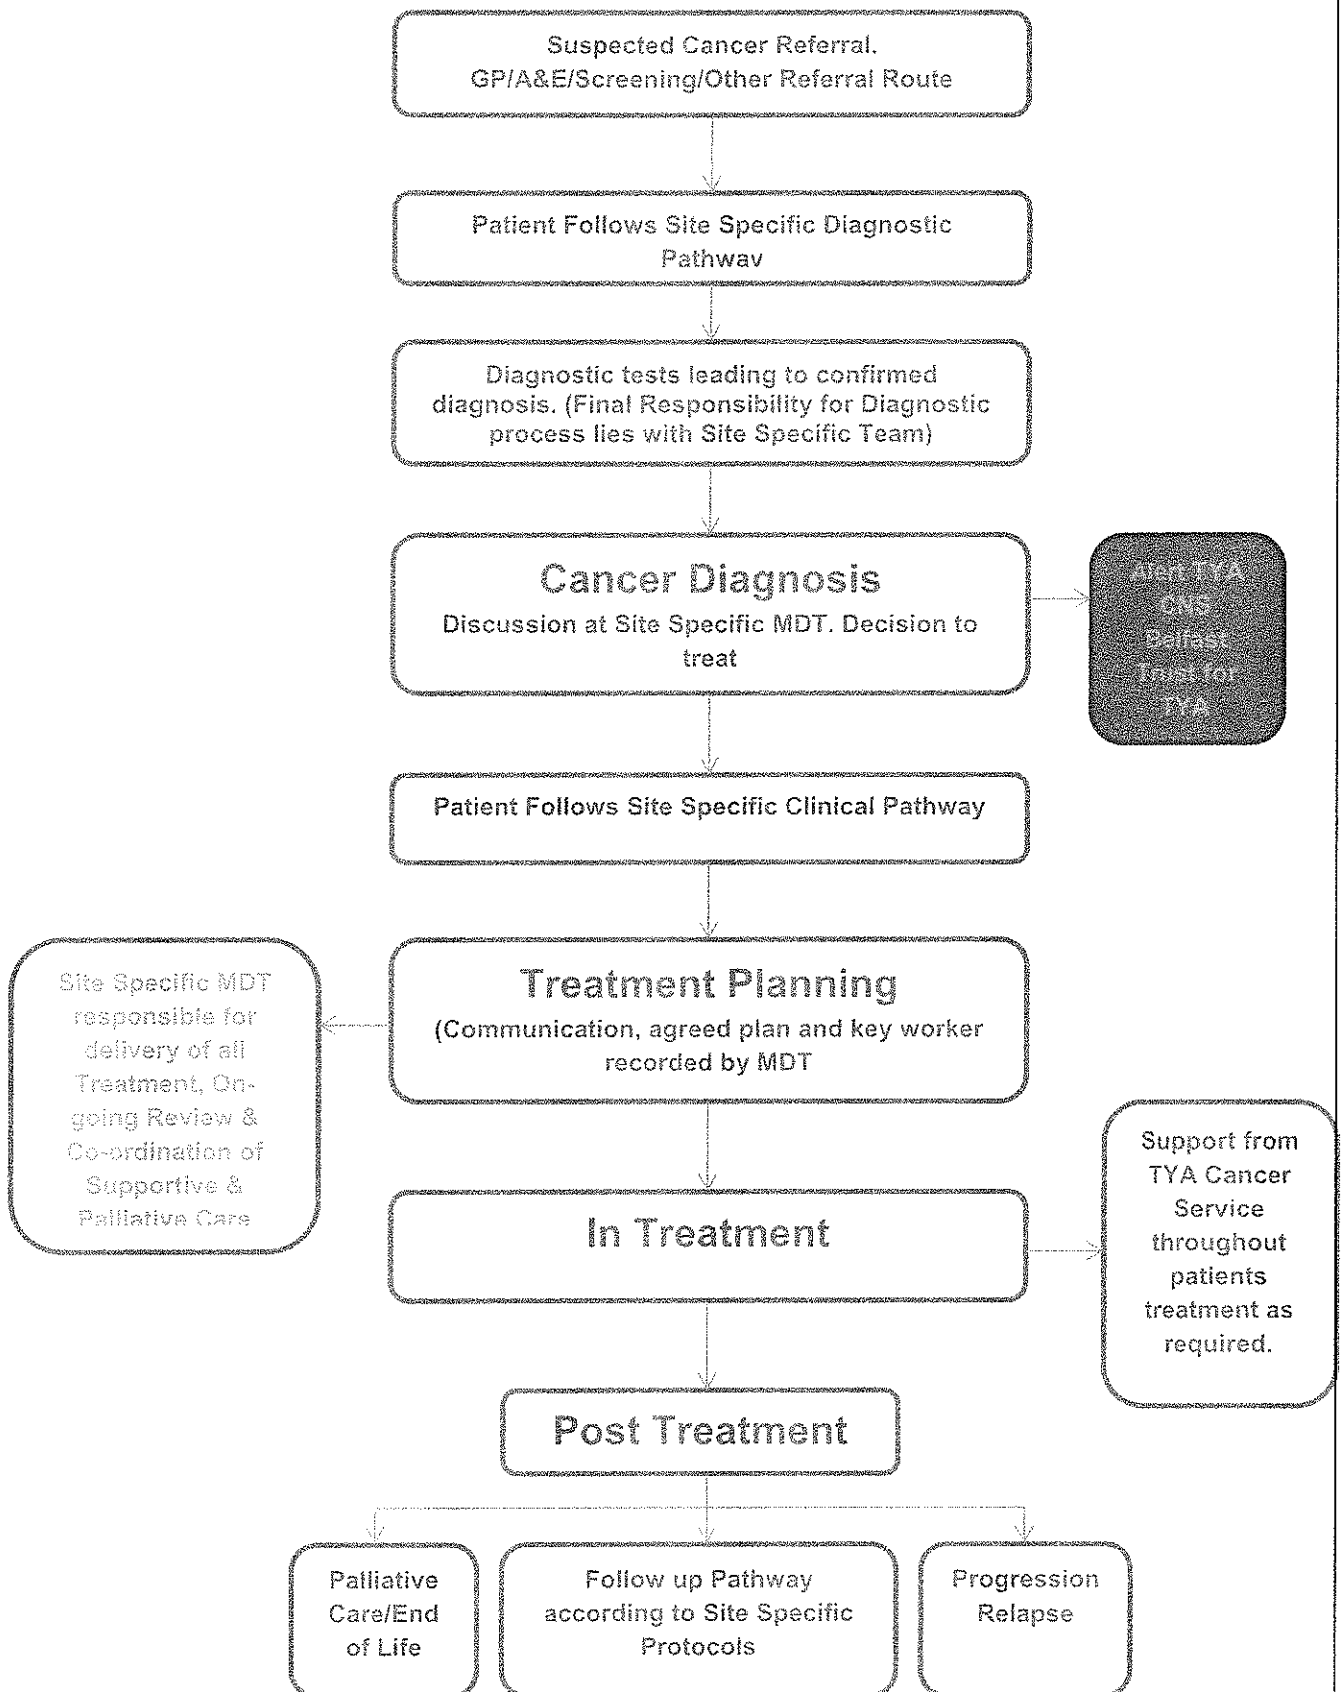 Suspected Cancer Referral.
GP/A&E/Screening/Other Referral Route
Patient Follows Site Specific Diagnostic
Pathwav
Diagnostic tests leading to confirmed
diagnosis. (Final Responsibility for Diagnostic
process lies with Site Specific Team)
Cancer Diagnosis
Discussion at Site Specific MDT. Decision to
treat
Alert TYA
CNS
Belfast
Trust for
TYA
Patient Follows Site Specific Clinical Pathway
Treatment Planning
(Communication, agreed plan and key worker
recorded by MDT
Site Specific MDT
responsible for
delivery of all
Treatment, On-
going Review &
Co-ordination of
Supportive &
Palliative Care
In Treatment
Support from
TYA Cancer
Service
throughout
patients
treatment as
required.
Post Treatment
Palliative
Care/End
of Life
Follow up Pathway
according to Site Specific
Protocols
Progression
Relapse